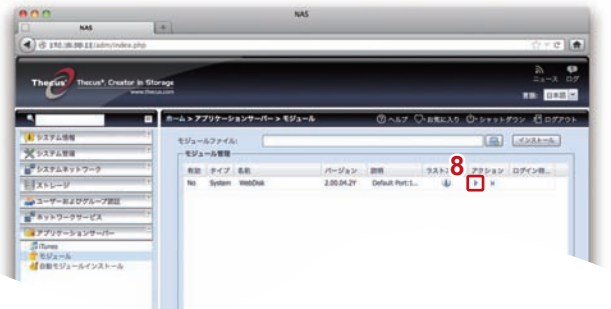 NAS
NAS
172.16.30.11/adm/index.php
Thecus Thecus®, Creator in Storage
www.thecus.com
ニュース ログ
言語: 日本語
ホーム > アプリケーションサーバー > モジュール
ヘルプ お気に入り シャットダウン ログアウト
システム情報
システム管理
システムネットワーク
ストレージ
ユーザーおよびグループ認証
ネットワークサービス
アプリケーションサーバー
iTunes
モジュール
自動モジュールインストール
モジュールファイル:
インストール
モジュール管理
有効 タイプ 名前 バージョン 説明 アクション
No System WebDisk 2.00.04.2Y Default Port:1...
8